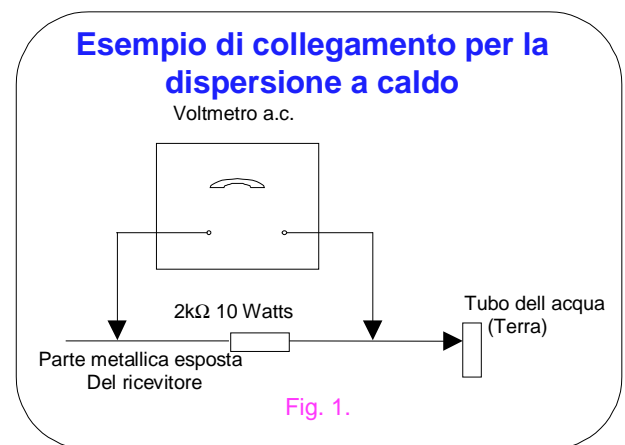 Esempio di collegamento per la
dispersione a caldo
Voltmetro a.c.
2kΩ 10 Watts
Tubo dell acqua
(Terra)
Parte metallica esposta
Del ricevitore
Fig. 1.